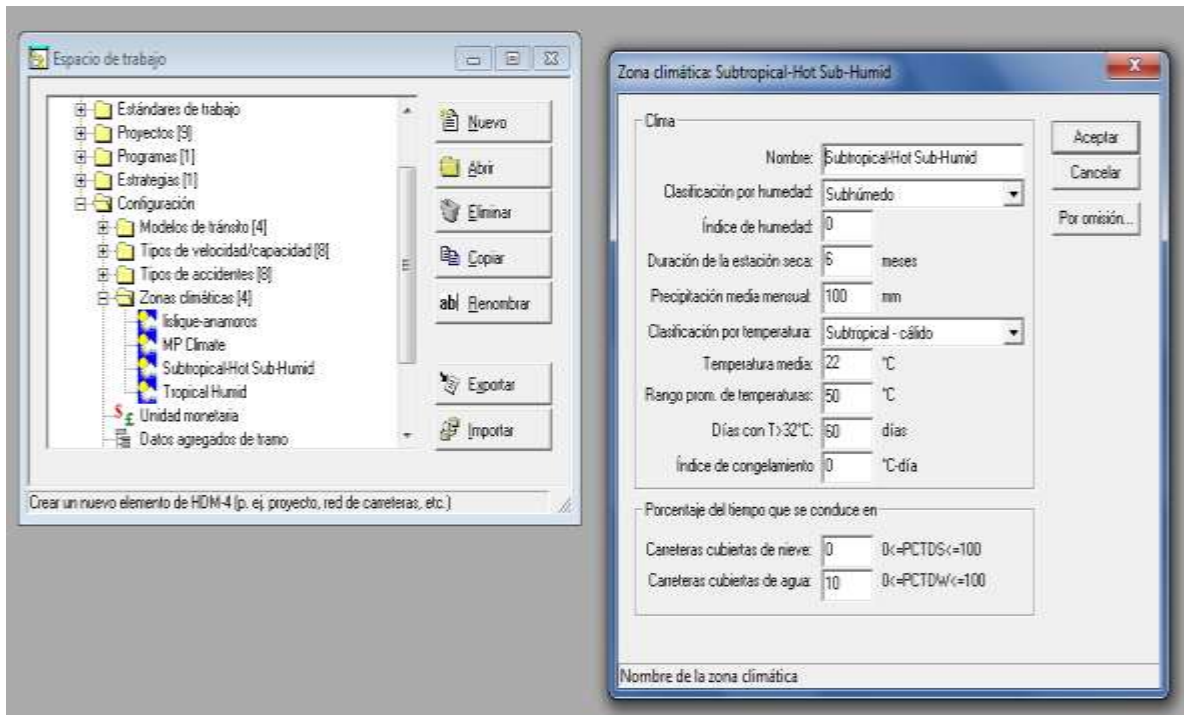 Espacio de trabajo
Estándares de trabajo
Proyectos [9]
Programas [1]
Estrategias [1]
Configuración
Modelos de tránsito [4]
Tipos de velocidad/capacidad [8]
Tipos de accidentes [8]
Zonas climáticas [4]
lislique-anamoros
MP Climate
Subtropical-Hot Sub-Humid
Tropical Humid
Unidad monetaria
Datos agregados de tramo
Nuevo
Abrir
Eliminar
Copiar
ab| Renombrar
Exportar
Importar
Crear un nuevo elemento de HDM-4 (p. ej. proyecto, red de carreteras, etc.)
Zona climática: Subtropical-Hot Sub-Humid
Clima
Nombre: Subtropical-Hot Sub-Humid
Clasificación por humedad: Subhúmedo
Índice de humedad: 0
Duración de la estación seca: 6 meses
Precipitación media mensual: 100 mm
Clasificación por temperatura: Subtropical - cálido
Temperatura media: 22 °C
Rango prom. de temperaturas: 50 °C
Días con T>32°C: 60 días
Índice de congelamiento 0 °C-día
Porcentaje del tiempo que se conduce en
Carreteras cubiertas de nieve: 0 0<=PCTDS<=100
Carreteras cubiertas de agua: 10 0<=PCTDW<=100
Aceptar
Cancelar
Por omisión...
Nombre de la zona climática